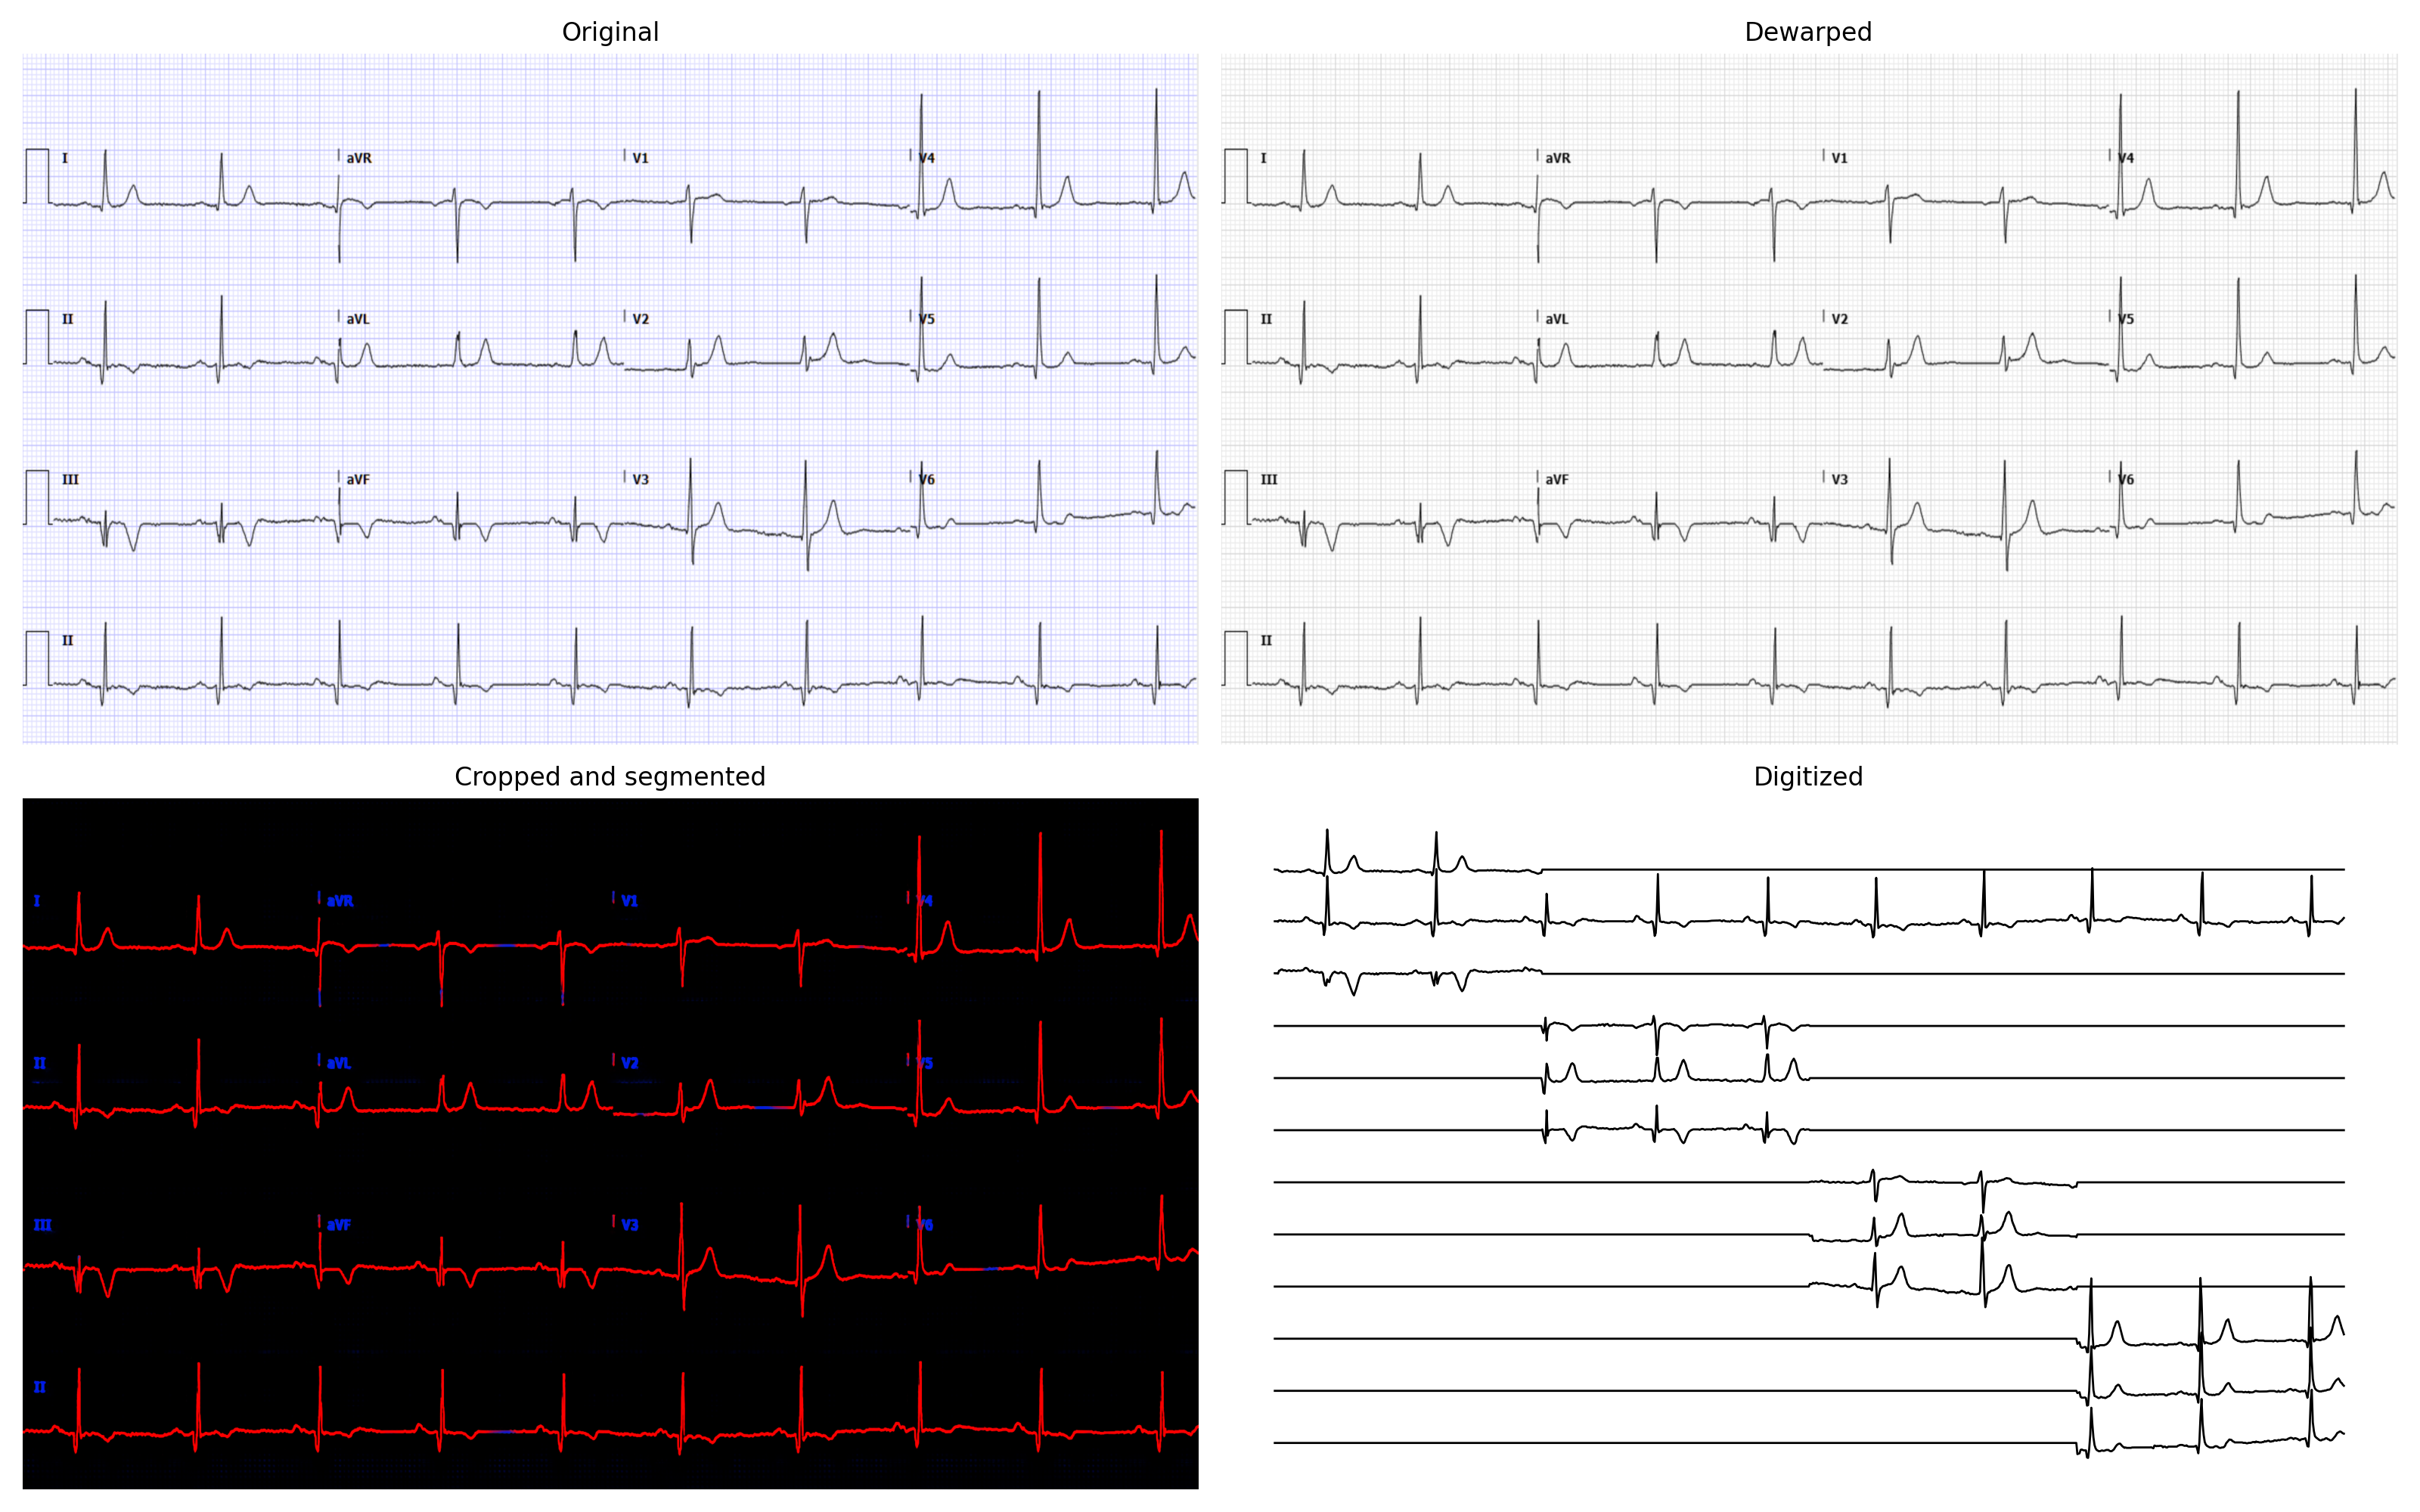 Original
I aVR V1 V4
II aVL V2 V5
III aVF V3 V6
II
Dewarped
I aVR V1 V4
II aVL V2 V5
III aVF V3 V6
II
Cropped and segmented
I aVR V1 V4
II aVL V2 V5
III aVF V3 V6
II
Digitized